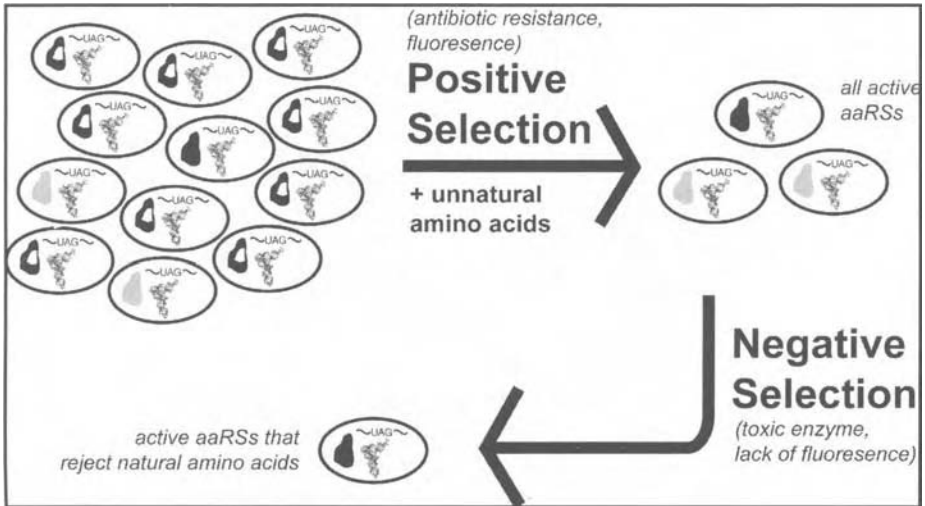 ~UAG~
~UAG~
~UAG~
~UAG~
~UAG~
~UAG~
~UAG~
~UAG~
~UAG~
~UAG~
~UAG~
~UAG~
(antibiotic resistance,
fluoresence)
Positive
Selection
+ unnatural
amino acids
~UAG~
~UAG~
~UAG~
all active
aaRSs
Negative
Selection
(toxic enzyme,
lack of fluoresence)
active aaRSs that
reject natural amino acids
~UAG~